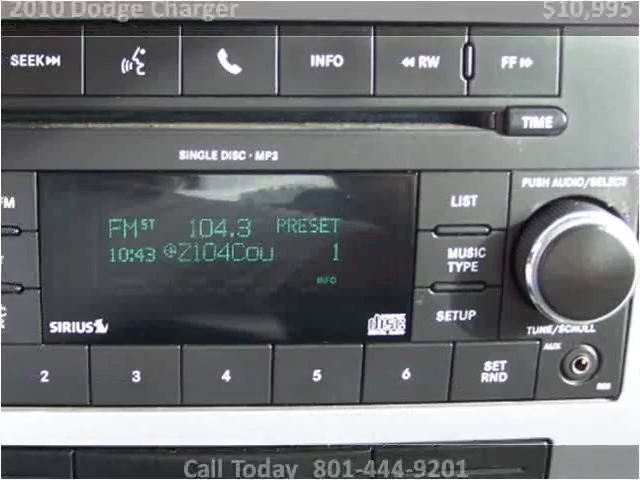 2010 Dodge Charger $10,995
SEEK INFO RW FF
TIME
SINGLE DISC · MP3
PUSH AUDIO/SELECT
FM
LIST
FM ST 104.3 PRESET
10:43 @Z104Cou 1
MUSIC
TYPE
INFO
SETUP
SIRIUS
disc
TUNE/SCROLL
AUX
2 3 4 5 6 SET
RND
Call Today 801-444-9201